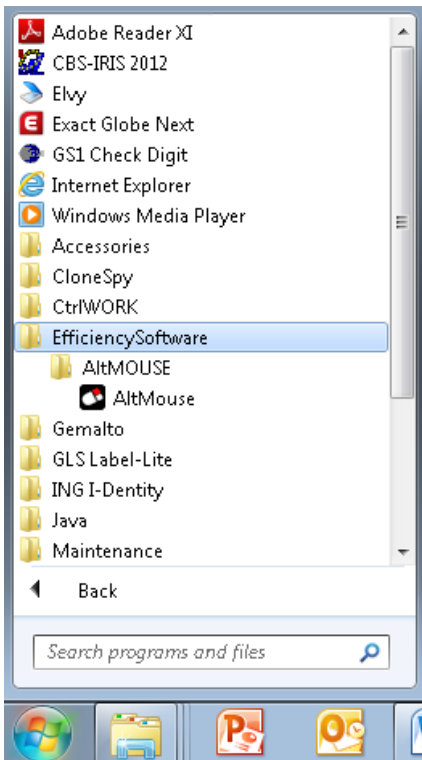 Adobe Reader XI
CBS-IRIS 2012
Elvy
Exact Globe Next
GS1 Check Digit
Internet Explorer
Windows Media Player
Accessories
CloneSpy
CtrlWORK
EfficiencySoftware
AltMOUSE
AltMouse
Gemalto
GLS Label-Lite
ING I-Dentity
Java
Maintenance
Back
Search programs and files